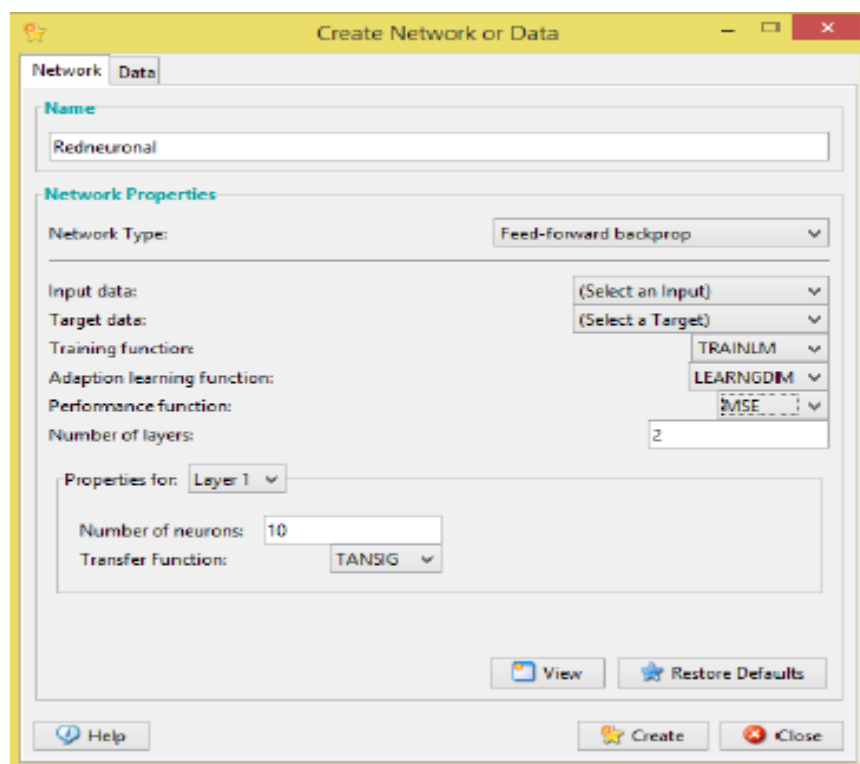 Create Network or Data
Network Data
Name
Redneuronal
Network Properties
Network Type: Feed-forward backprop
Input data: (Select an Input)
Target data: (Select a Target)
Training function: TRAINLM
Adaption learning function: LEARNGDM
Performance function: MSE
Number of layers: 2
Properties for: Layer 1
Number of neurons: 10
Transfer Function: TANSIG
View Restore Defaults
Help Create Close